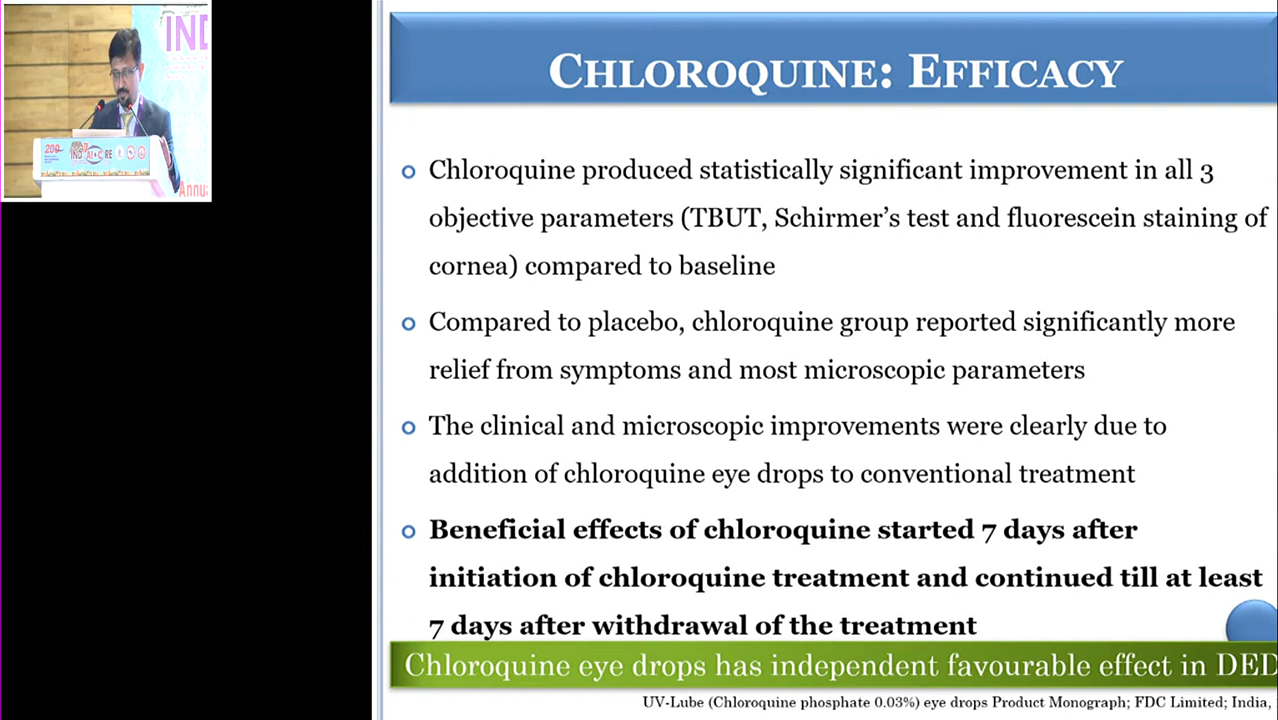 IND
200
IND
RE
Annu
CHLOROQUINE: EFFICACY
Chloroquine produced statistically significant improvement in all 3
objective parameters (TBUT, Schirmer’s test and fluorescein staining of
cornea) compared to baseline
Compared to placebo, chloroquine group reported significantly more
relief from symptoms and most microscopic parameters
The clinical and microscopic improvements were clearly due to
addition of chloroquine eye drops to conventional treatment
Beneficial effects of chloroquine started 7 days after
initiation of chloroquine treatment and continued till at least
7 days after withdrawal of the treatment
Chloroquine eye drops has independent favourable effect in DED
UV-Lube (Chloroquine phosphate 0.03%) eye drops Product Monograph; FDC Limited; India,